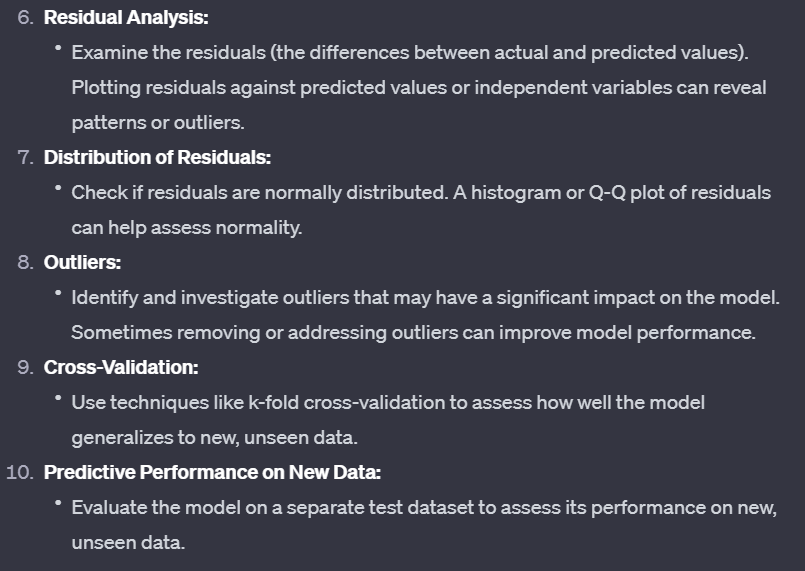 6. Residual Analysis:
• Examine the residuals (the differences between actual and predicted values).
Plotting residuals against predicted values or independent variables can reveal
patterns or outliers.
7. Distribution of Residuals:
• Check if residuals are normally distributed. A histogram or Q-Q plot of residuals
can help assess normality.
8. Outliers:
• Identify and investigate outliers that may have a significant impact on the model.
Sometimes removing or addressing outliers can improve model performance.
9. Cross-Validation:
• Use techniques like k-fold cross-validation to assess how well the model
generalizes to new, unseen data.
10. Predictive Performance on New Data:
• Evaluate the model on a separate test dataset to assess its performance on new,
unseen data.